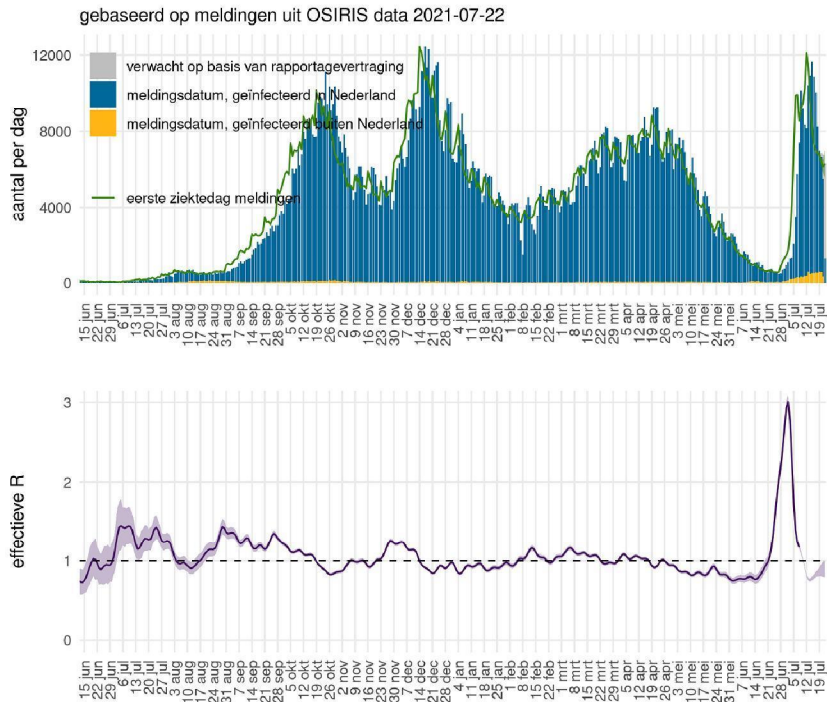 gebaseerd op meldingen uit OSIRIS data 2021-07-22
aantal per dag
12000
8000
4000
0
verwacht op basis van rapportagevertraging
meldingsdatum, geïnfecteerd in Nederland
meldingsdatum, geïnfecteerd buiten Nederland
eerste ziektedag meldingen
15 jun
22 jun
29 jun
6 jul
13 jul
20 jul
27 jul
3 aug
10 aug
17 aug
24 aug
31 aug
7 sep
14 sep
21 sep
28 sep
5 okt
12 okt
19 okt
26 okt
2 nov
9 nov
16 nov
23 nov
30 nov
7 dec
14 dec
21 dec
28 dec
4 jan
11 jan
18 jan
25 jan
1 feb
8 feb
15 feb
22 feb
1 mrt
8 mrt
15 mrt
22 mrt
29 mrt
5 apr
12 apr
19 apr
26 apr
3 mei
10 mei
17 mei
24 mei
31 mei
7 jun
14 jun
21 jun
28 jun
5 jul
12 jul
19 jul
effectieve R
3
2
1
0
15 jun
22 jun
29 jun
6 jul
13 jul
20 jul
27 jul
3 aug
10 aug
17 aug
24 aug
31 aug
7 sep
14 sep
21 sep
28 sep
5 okt
12 okt
19 okt
26 okt
2 nov
9 nov
16 nov
23 nov
30 nov
7 dec
14 dec
21 dec
28 dec
4 jan
11 jan
18 jan
25 jan
1 feb
8 feb
15 feb
22 feb
1 mrt
8 mrt
15 mrt
22 mrt
29 mrt
5 apr
12 apr
19 apr
26 apr
3 mei
10 mei
17 mei
24 mei
31 mei
7 jun
14 jun
21 jun
28 jun
5 jul
12 jul
19 jul